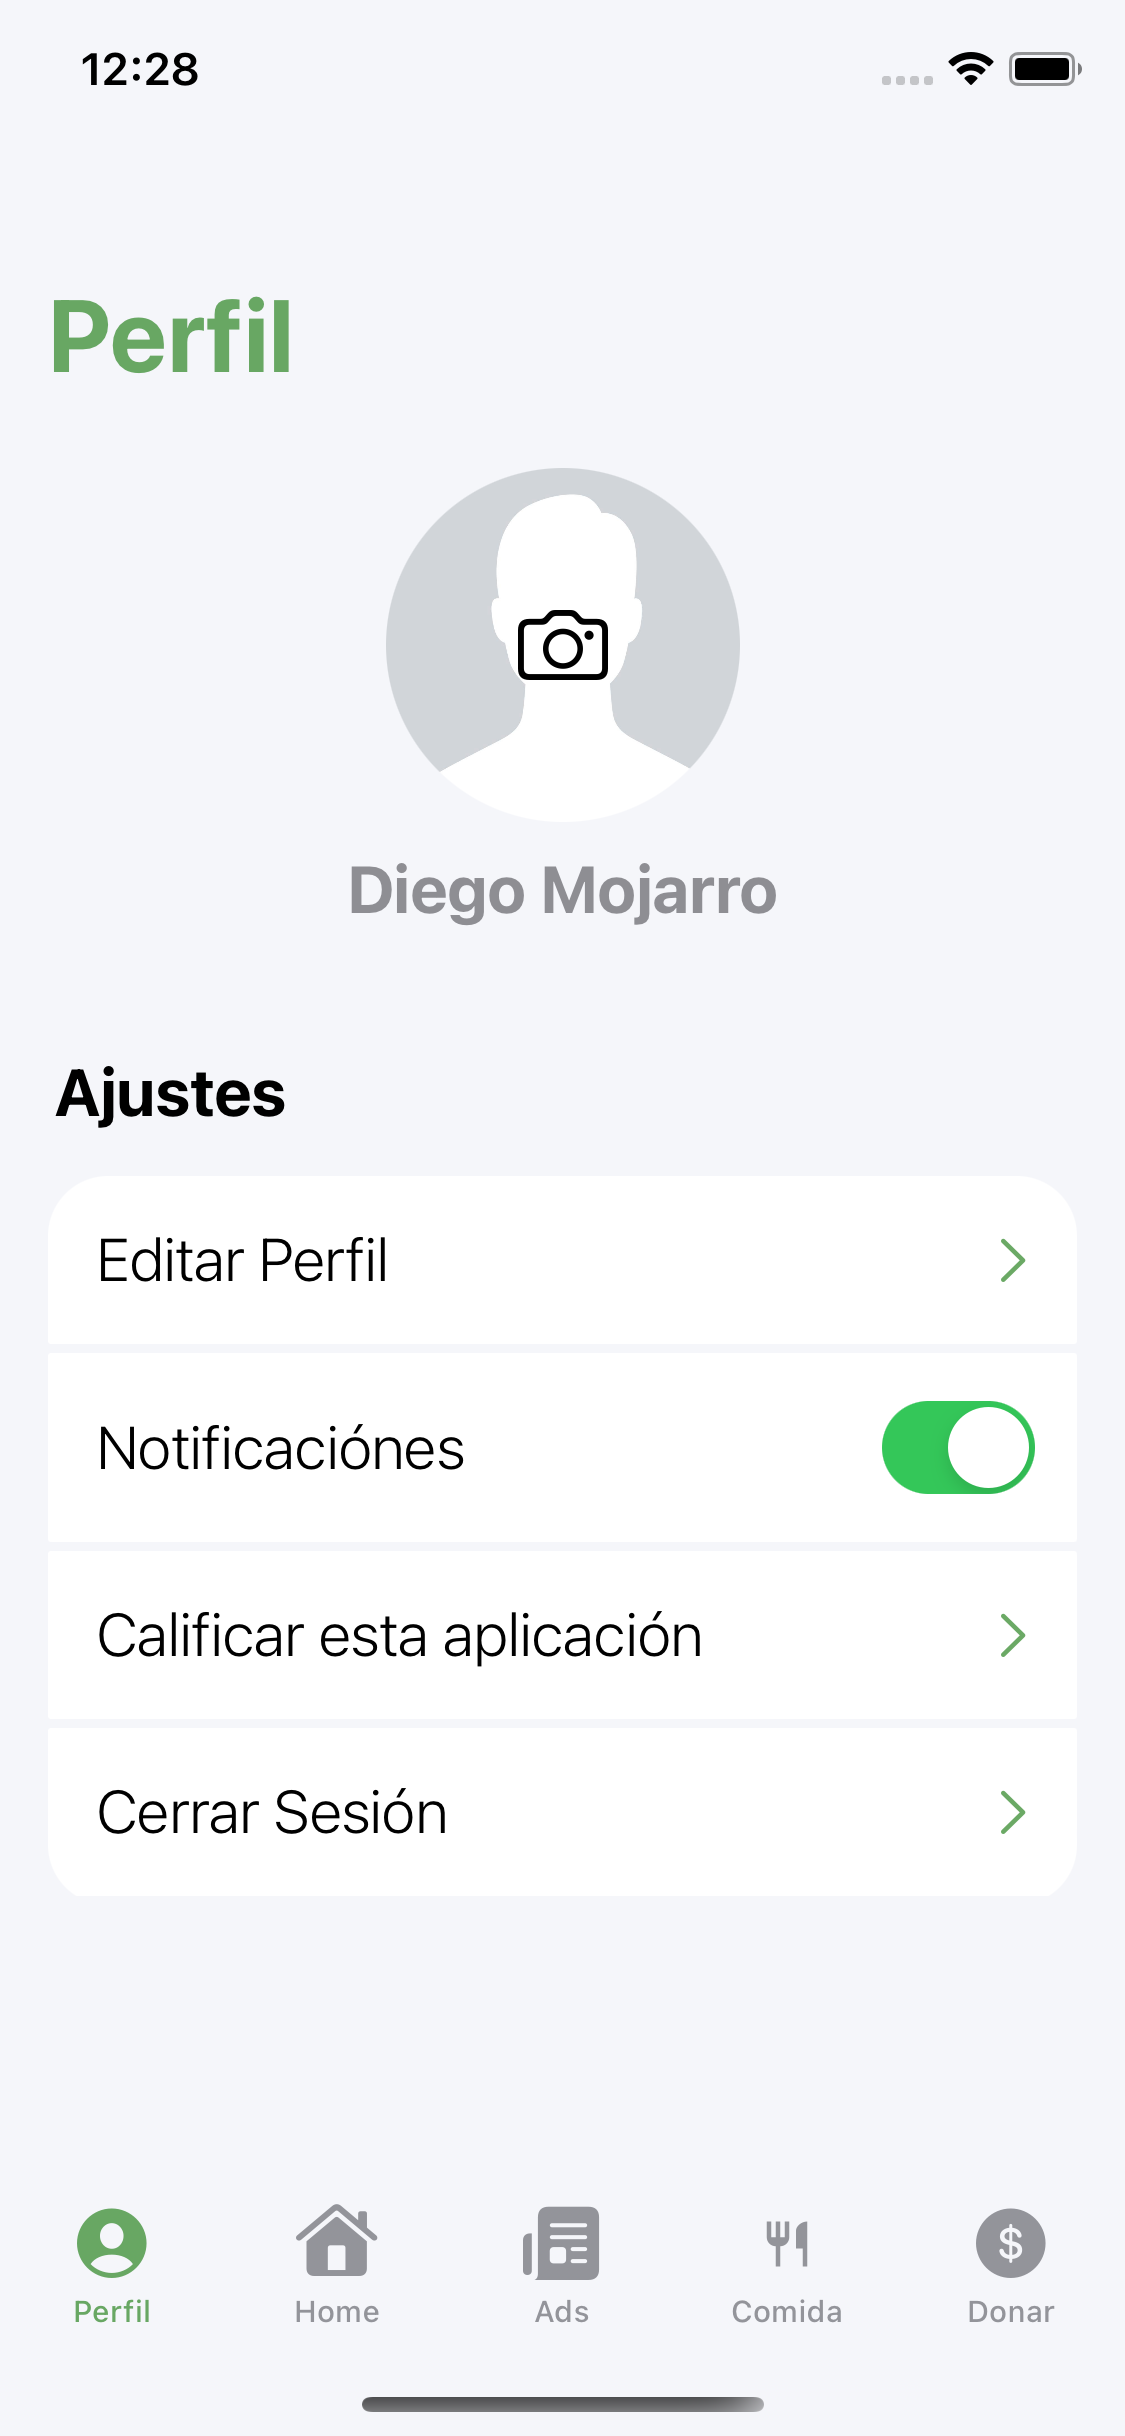 12:28
Perfil
Diego Mojarro
Ajustes
Editar Perfil
Notificaciónes
Calificar esta aplicación
Cerrar Sesión
Perfil
Home
Ads
Comida
Donar